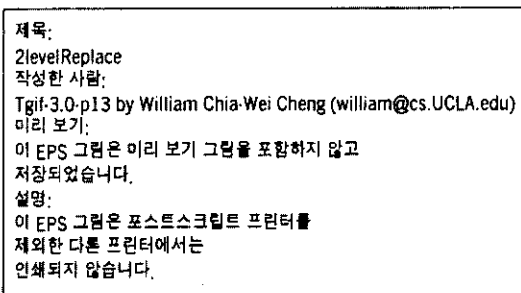 제목:
2levelReplace
작성한 사람:
Tgif-3.0-p13 by William Chia-Wei Cheng (william@cs.UCLA.edu)
미리 보기:
이 EPS 그림은 미리 보기 그림을 포함하지 않고
저장되었습니다.
설명:
이 EPS 그림은 포스트스크립트 프린터를
제외한 다른 프린터에서는
인쇄되지 않습니다.